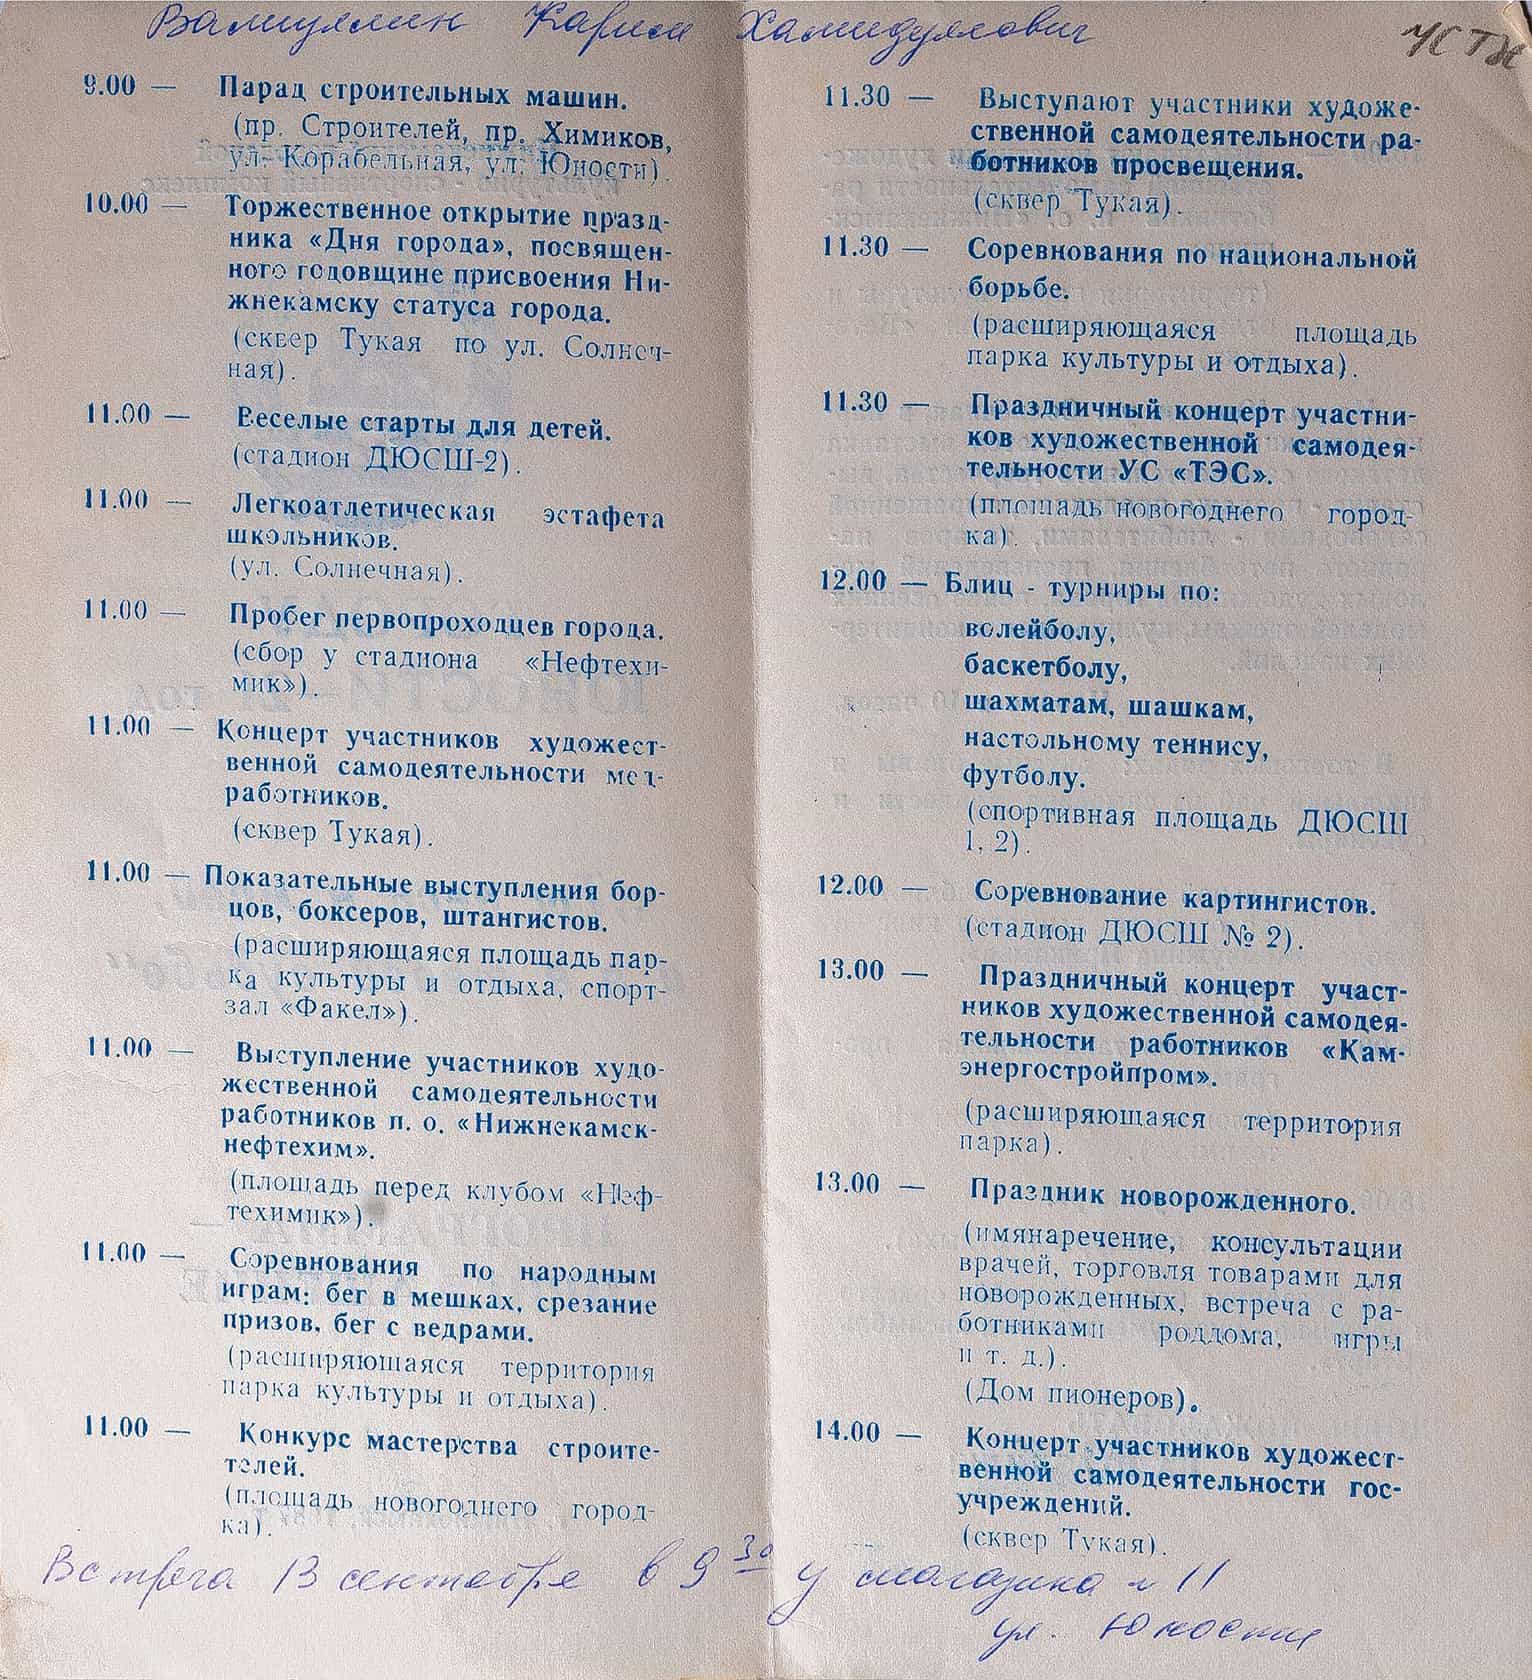 Валиуллин Карим Хамидуллович
УСТЖ
9.00 — Парад строительных машин.
(пр. Строителей, пр. Химиков,
ул. Корабельная, ул. Юности).
10.00 — Торжественное открытие празд-
ника «Дня города», посвящен-
ного годовщине присвоения Ни-
жнекамску статуса города.
(сквер Тукая по ул. Солнеч-
ная).
11.00 — Веселые старты для детей.
(стадион ДЮСШ-2).
11.00 — Легкоатлетическая эстафета
школьников.
(ул. Солнечная).
11.00 — Пробег первопроходцев города.
(сбор у стадиона «Нефтехи-
мик»).
11.00 — Концерт участников художест-
венной самодеятельности мед-
работников.
(сквер Тукая).
11.00 — Показательные выступления бор-
цов, боксеров, штангистов.
(расширяющаяся площадь пар-
ка культуры и отдыха, спорт-
зал «Факел»).
11.00 — Выступление участников худо-
жественной самодеятельности
работников п. о. «Нижнекамск-
нефтехим».
(площадь перед клубом «Неф-
техимик»).
11.00 — Соревнования по народным
играм: бег в мешках, срезание
призов, бег с ведрами.
(расширяющаяся территория
парка культуры и отдыха).
11.00 — Конкурс мастерства строите-
телей.
(площадь новогоднего город-
ка).
11.30 — Выступают участники художе-
ственной самодеятельности ра-
ботников просвещения.
(сквер Тукая).
11.30 — Соревнования по национальной
борьбе.
(расширяющаяся площадь
парка культуры и отдыха).
11.30 — Праздничный концерт участни-
ков художественной самодея-
тельности УС «ТЭС».
(площадь новогоднего город-
ка).
12.00 — Блиц - турниры по:
волейболу,
баскетболу,
шахматам, шашкам,
настольному теннису,
футболу.
(спортивная площадь ДЮСШ
1, 2).
12.00 — Соревнование картингистов.
(стадион ДЮСШ № 2).
13.00 — Праздничный концерт участ-
ников художественной самодея-
тельности работников «Кам-
энергостройпром».
(расширяющаяся территория
парка).
13.00 — Праздник новорожденного.
(имянаречение, консультации
врачей, торговля товарами для
новорожденных, встреча с ра-
ботниками роддома, игры
и т. д.).
(Дом пионеров).
14.00 — Концерт участников художест-
венной самодеятельности гос-
учреждений.
(сквер Тукая).
Встреча 13 сентября в 9 30 у магазина № 11
ул. Юности